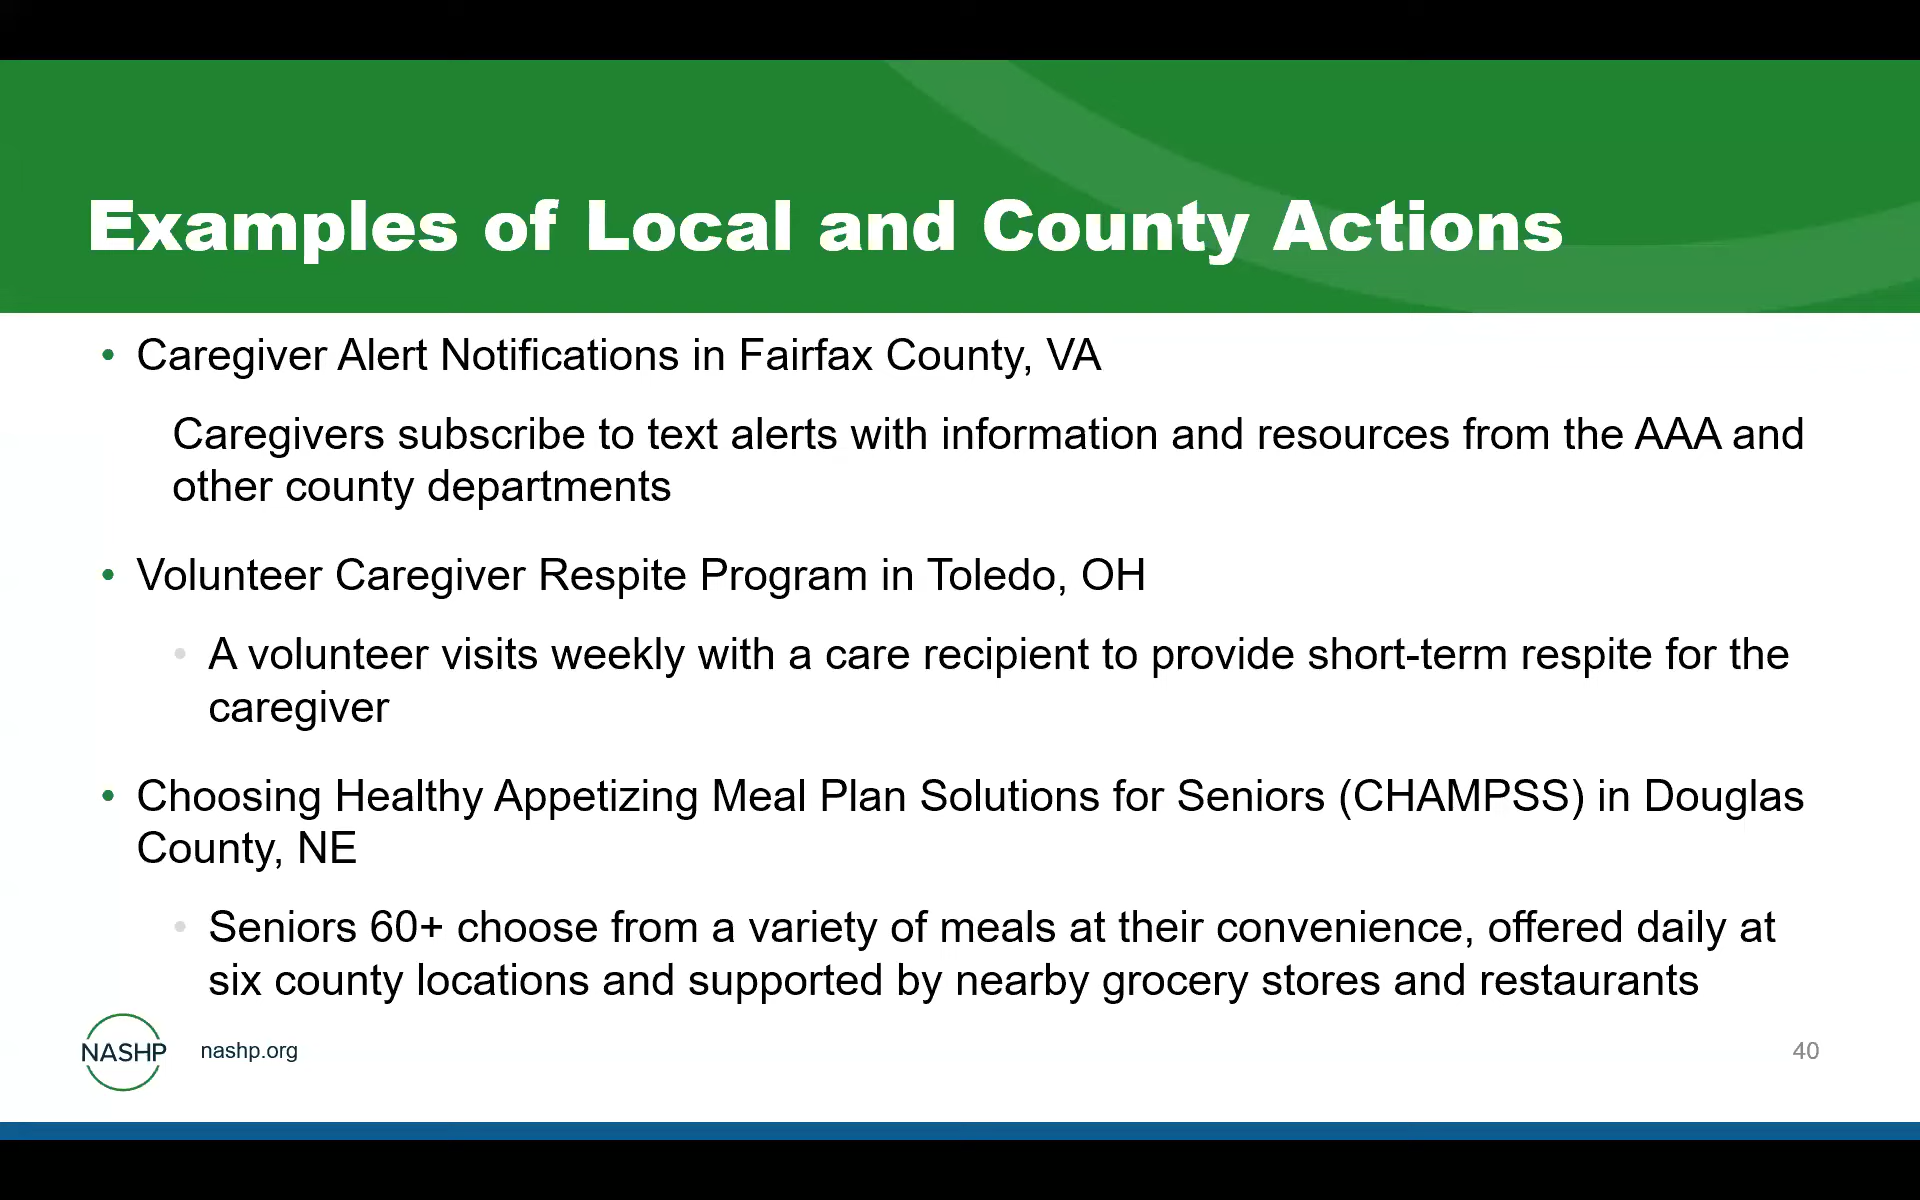 Examples of Local and County Actions
• Caregiver Alert Notifications in Fairfax County, VA
Caregivers subscribe to text alerts with information and resources from the AAA and
other county departments
• Volunteer Caregiver Respite Program in Toledo, OH
• A volunteer visits weekly with a care recipient to provide short-term respite for the
caregiver
• Choosing Healthy Appetizing Meal Plan Solutions for Seniors (CHAMPSS) in Douglas
County, NE
• Seniors 60+ choose from a variety of meals at their convenience, offered daily at
six county locations and supported by nearby grocery stores and restaurants
NASHP
nashp.org
40